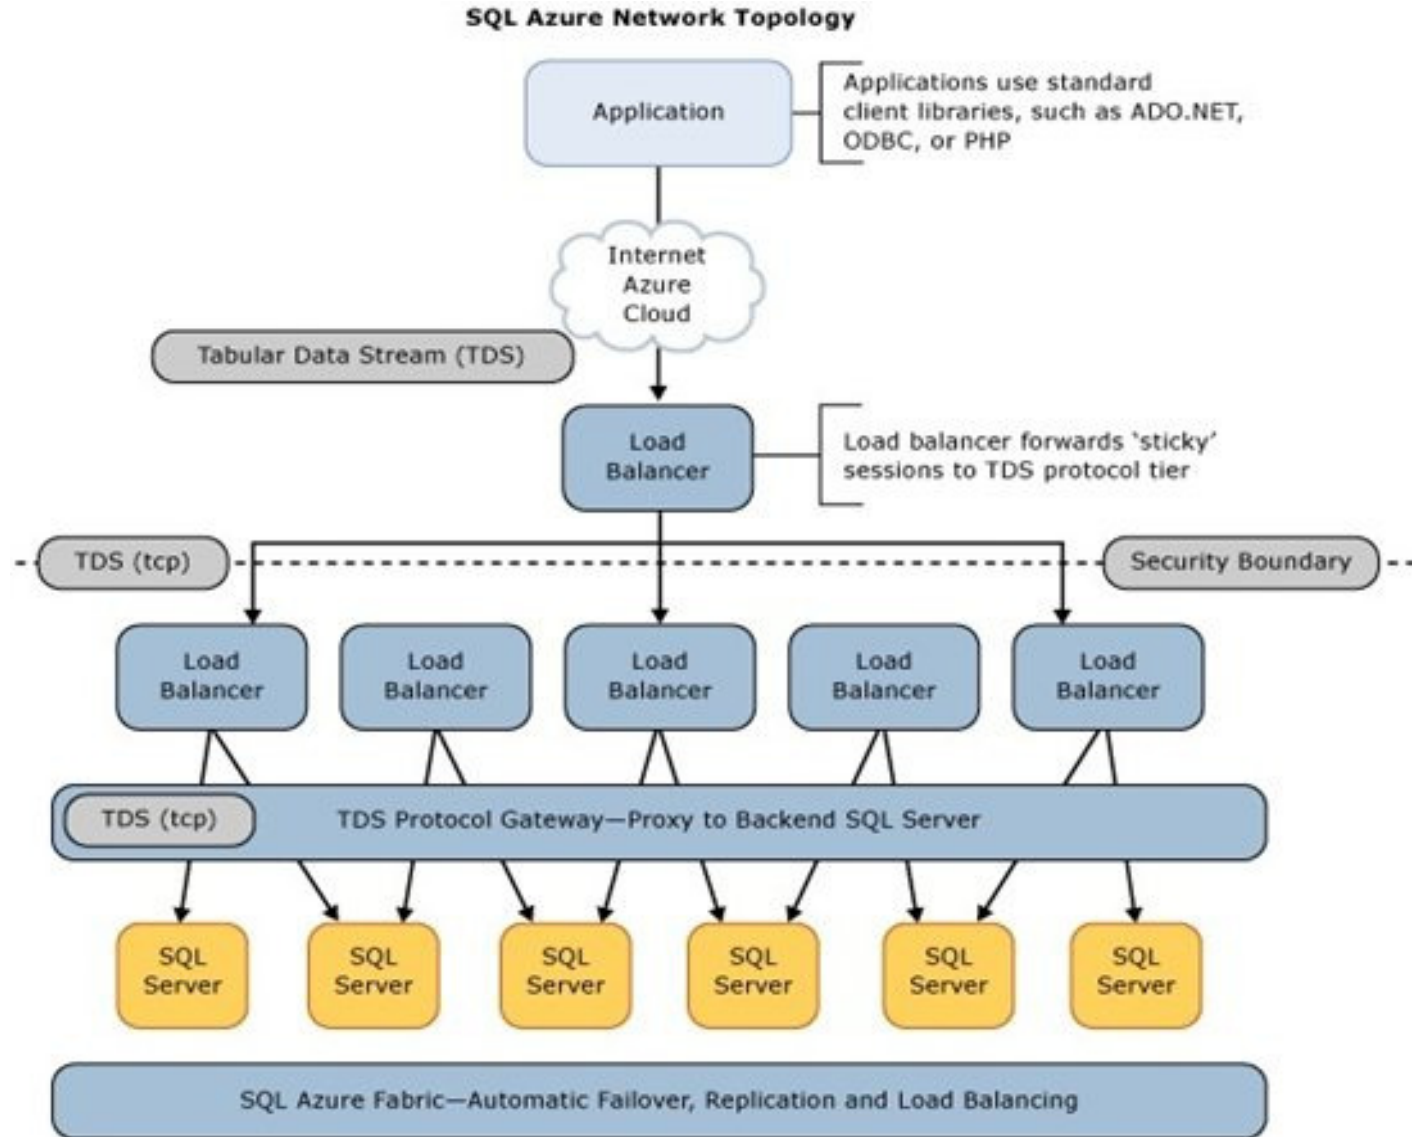 SQL Azure Network Topology
Application
Applications use standard
client libraries, such as ADO.NET,
ODBC, or PHP
Internet
Azure
Cloud
Tabular Data Stream (TDS)
Load
Balancer
Load balancer forwards ‘sticky’
sessions to TDS protocol tier
TDS (tcp)
Security Boundary
Load
Balancer
Load
Balancer
Load
Balancer
Load
Balancer
Load
Balancer
TDS (tcp)
TDS Protocol Gateway—Proxy to Backend SQL Server
SQL
Server
SQL
Server
SQL
Server
SQL
Server
SQL
Server
SQL
Server
SQL Azure Fabric—Automatic Failover, Replication and Load Balancing